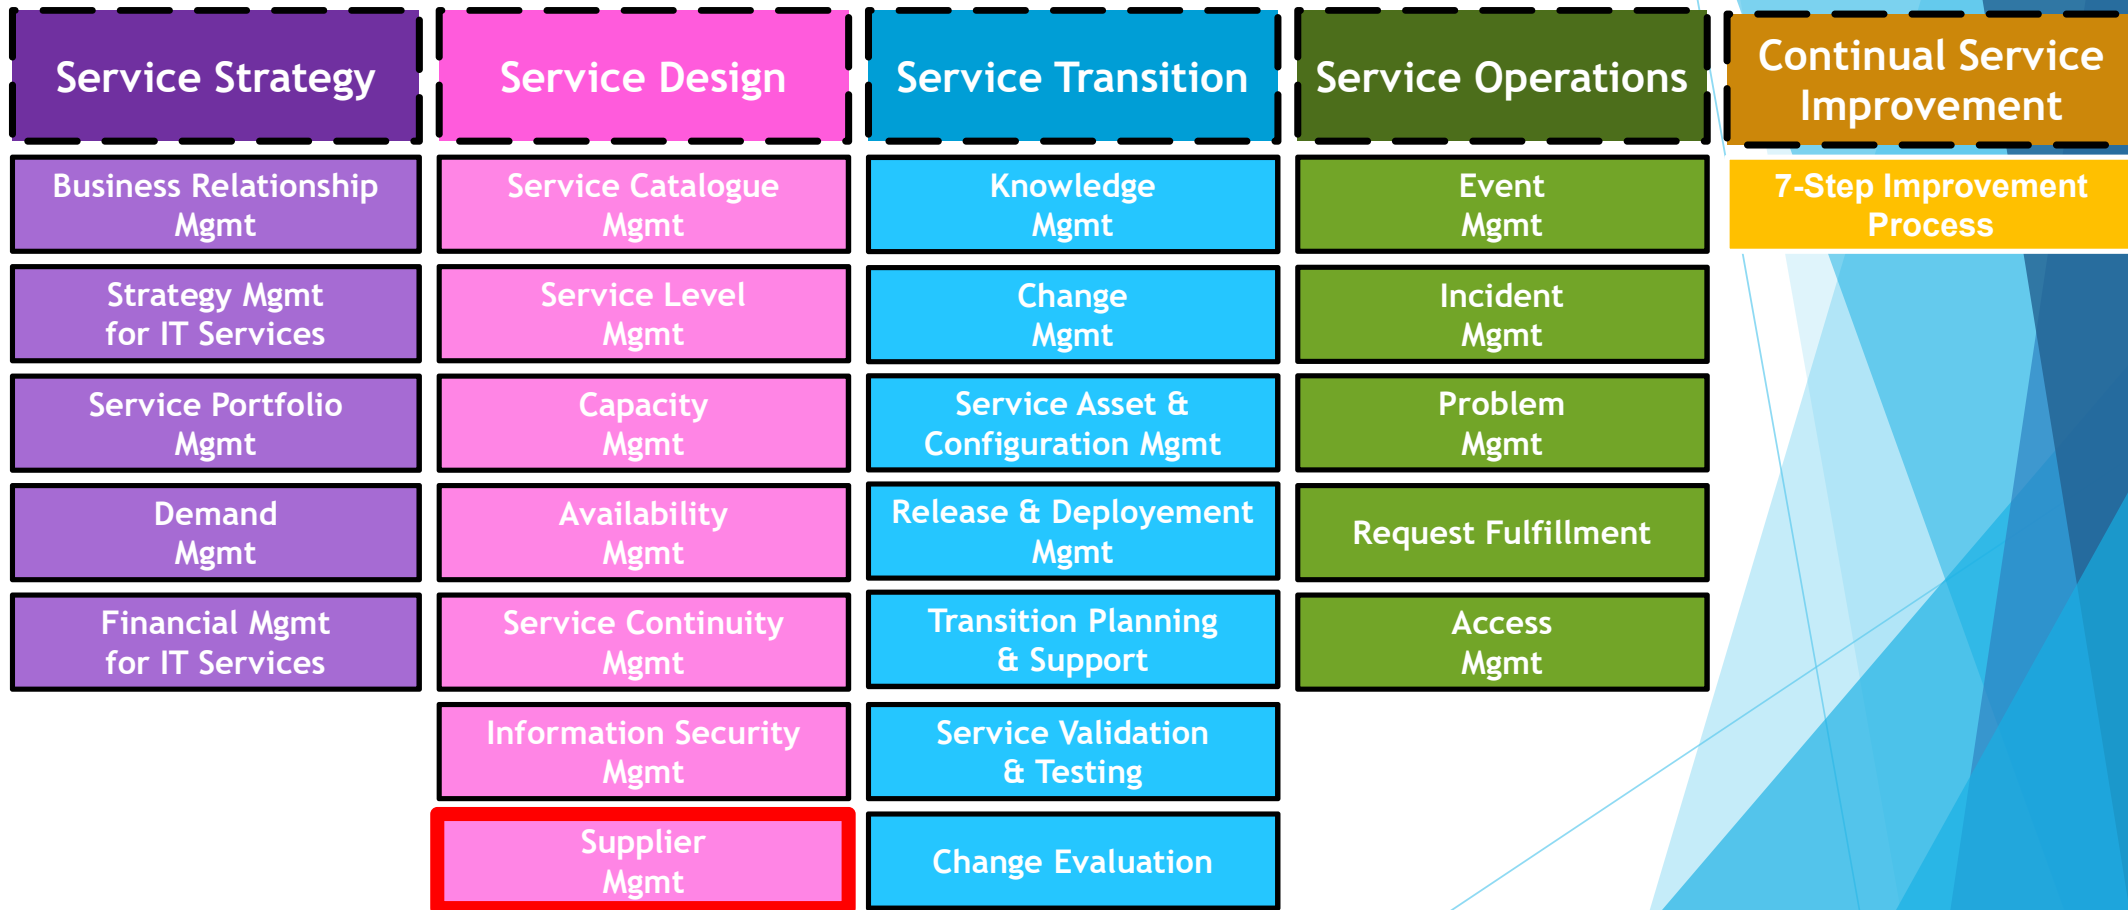 Service Strategy
Business Relationship
Mgmt
Strategy Mgmt
for IT Services
Service Portfolio
Mgmt
Demand
Mgmt
Financial Mgmt
for IT Services
Service Design
Service Catalogue
Mgmt
Service Level
Mgmt
Capacity
Mgmt
Availability
Mgmt
Service Continuity
Mgmt
Information Security
Mgmt
Supplier
Mgmt
Service Transition
Knowledge
Mgmt
Change
Mgmt
Service Asset &
Configuration Mgmt
Release & Deployement
Mgmt
Transition Planning
& Support
Service Validation
& Testing
Change Evaluation
Service Operations
Event
Mgmt
Incident
Mgmt
Problem
Mgmt
Request Fulfillment
Access
Mgmt
Continual Service
Improvement
7-Step Improvement
Process